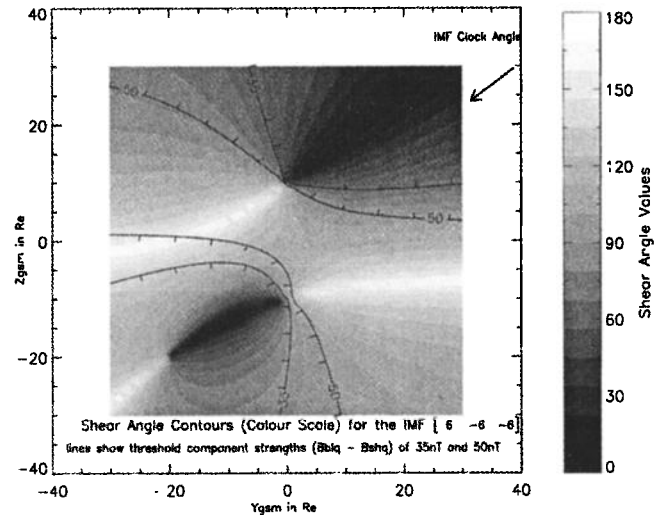 40
IMF Clock Angle
180
20
150
0
120
Zgsm in Re
90
Shear Angle Values
60
-20
30
Shear Angle Contours (Colour Scale) for the IMF [ 6 -6 -6]
lines show threshold component strengths (Bblq - Bshq) of 35nT and 50nT
0
-40
-40 -20 0 20 40
Ygsm in Re
50
50